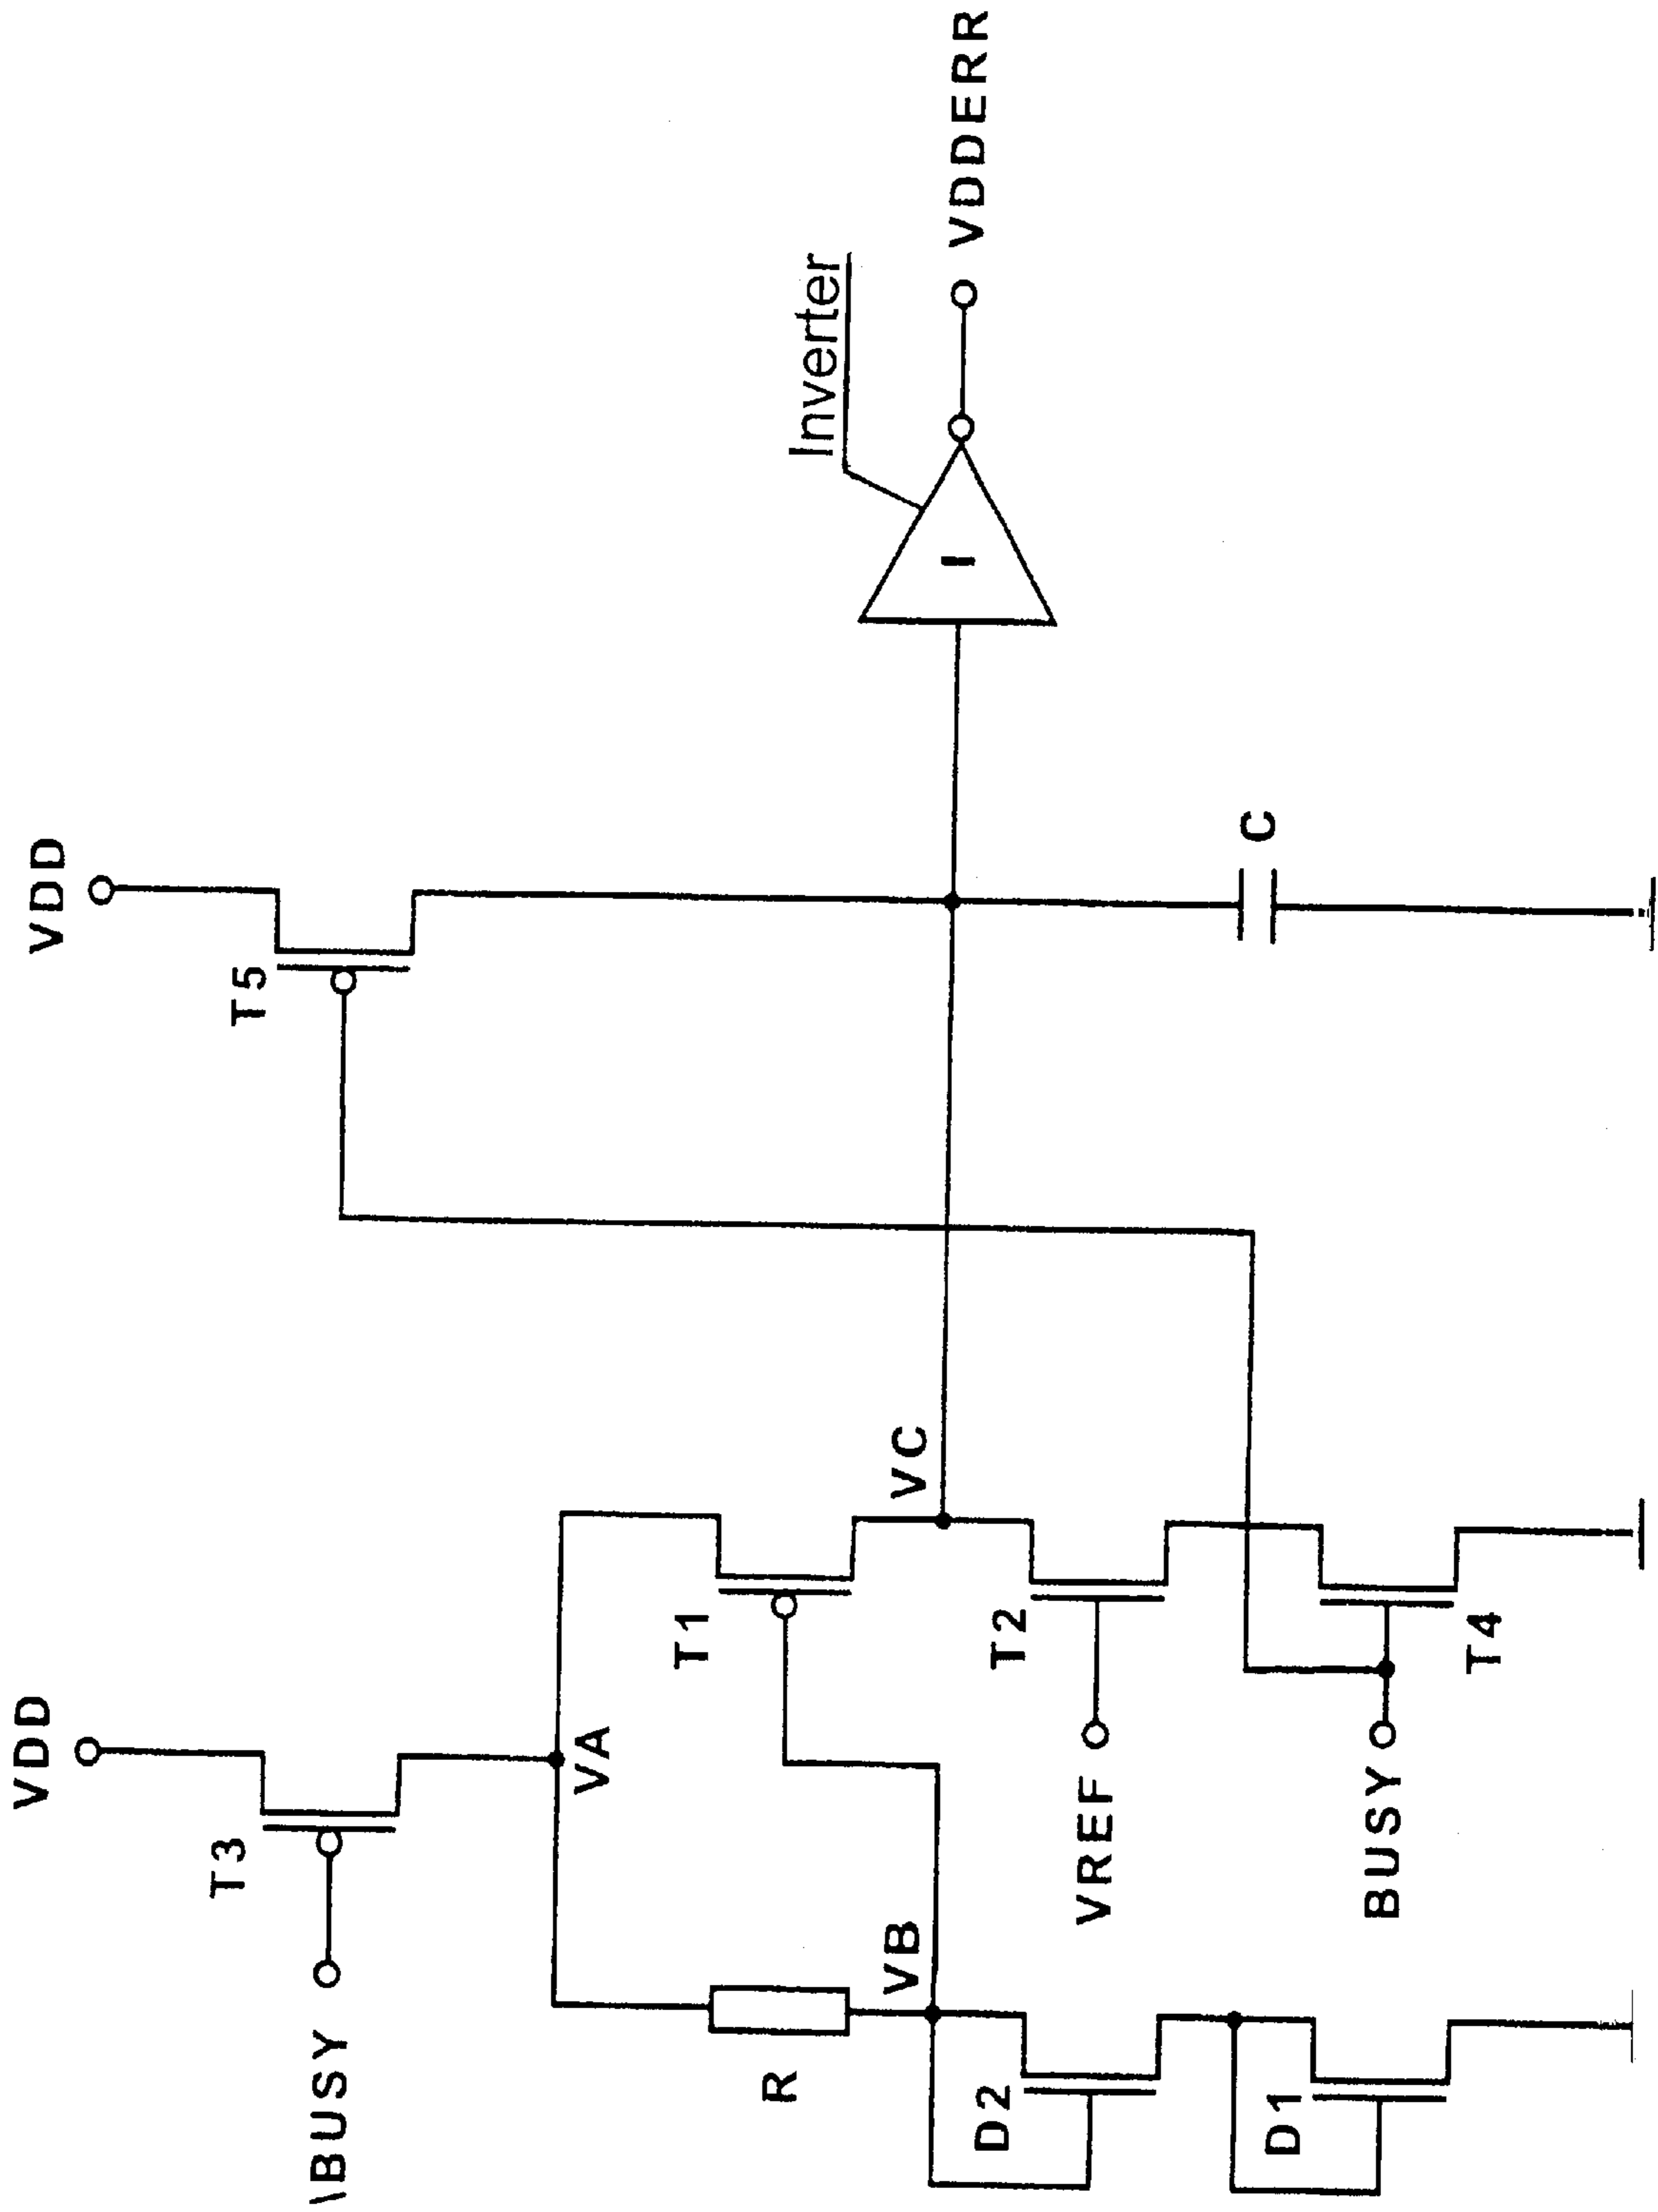 VDD
VDD
T3
\BUSY
T5
VA
T1
R
VB
VC
Inverter
I
VDDERR
VREF
T2
D2
C
BUSY
T4
D1